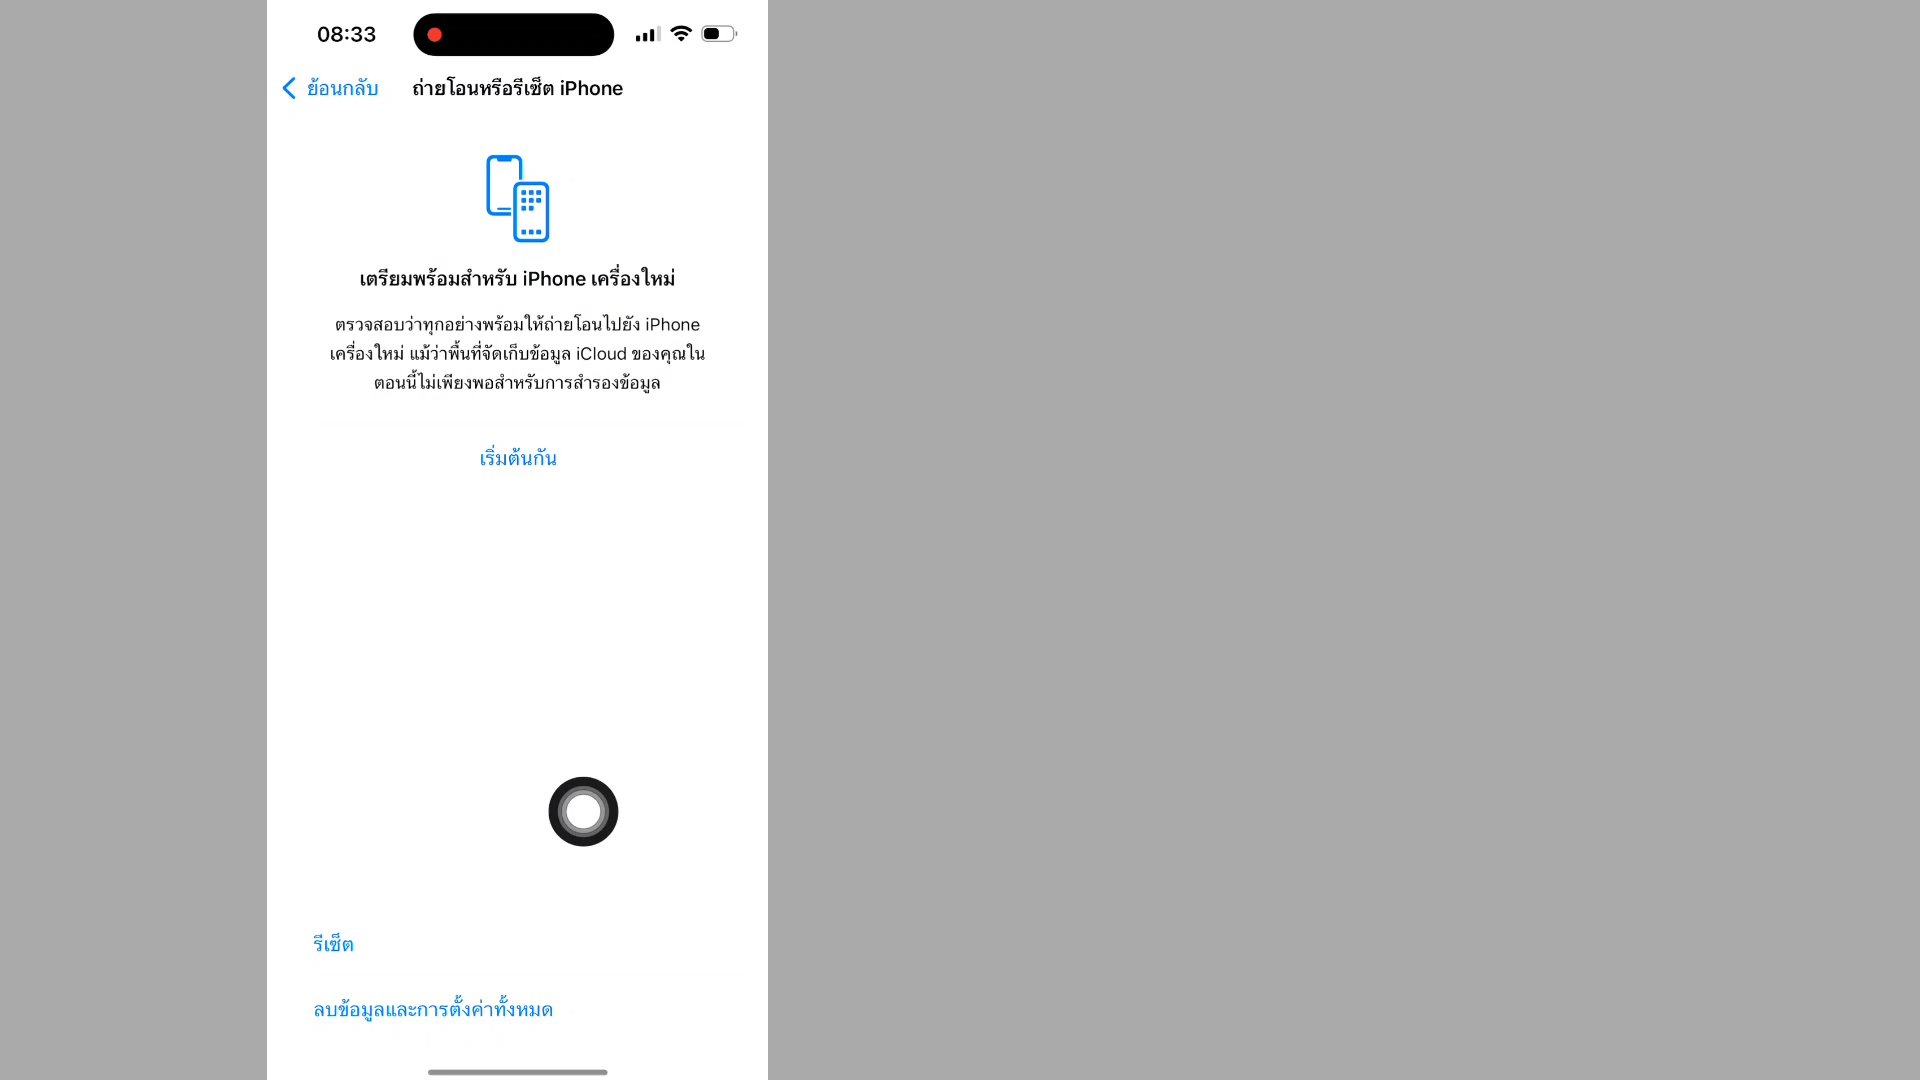 08:33
ย้อนกลับ
ถ่ายโอนหรือรีเซ็ต iPhone
เตรียมพร้อมสำหรับ iPhone เครื่องใหม่
ตรวจสอบว่าทุกอย่างพร้อมให้ถ่ายโอนไปยัง iPhone
เครื่องใหม่ แม้ว่าพื้นที่จัดเก็บข้อมูล iCloud ของคุณใน
ตอนนี้ไม่เพียงพอสำหรับการสำรองข้อมูล
เริ่มต้นกัน
รีเซ็ต
ลบข้อมูลและการตั้งค่าทั้งหมด